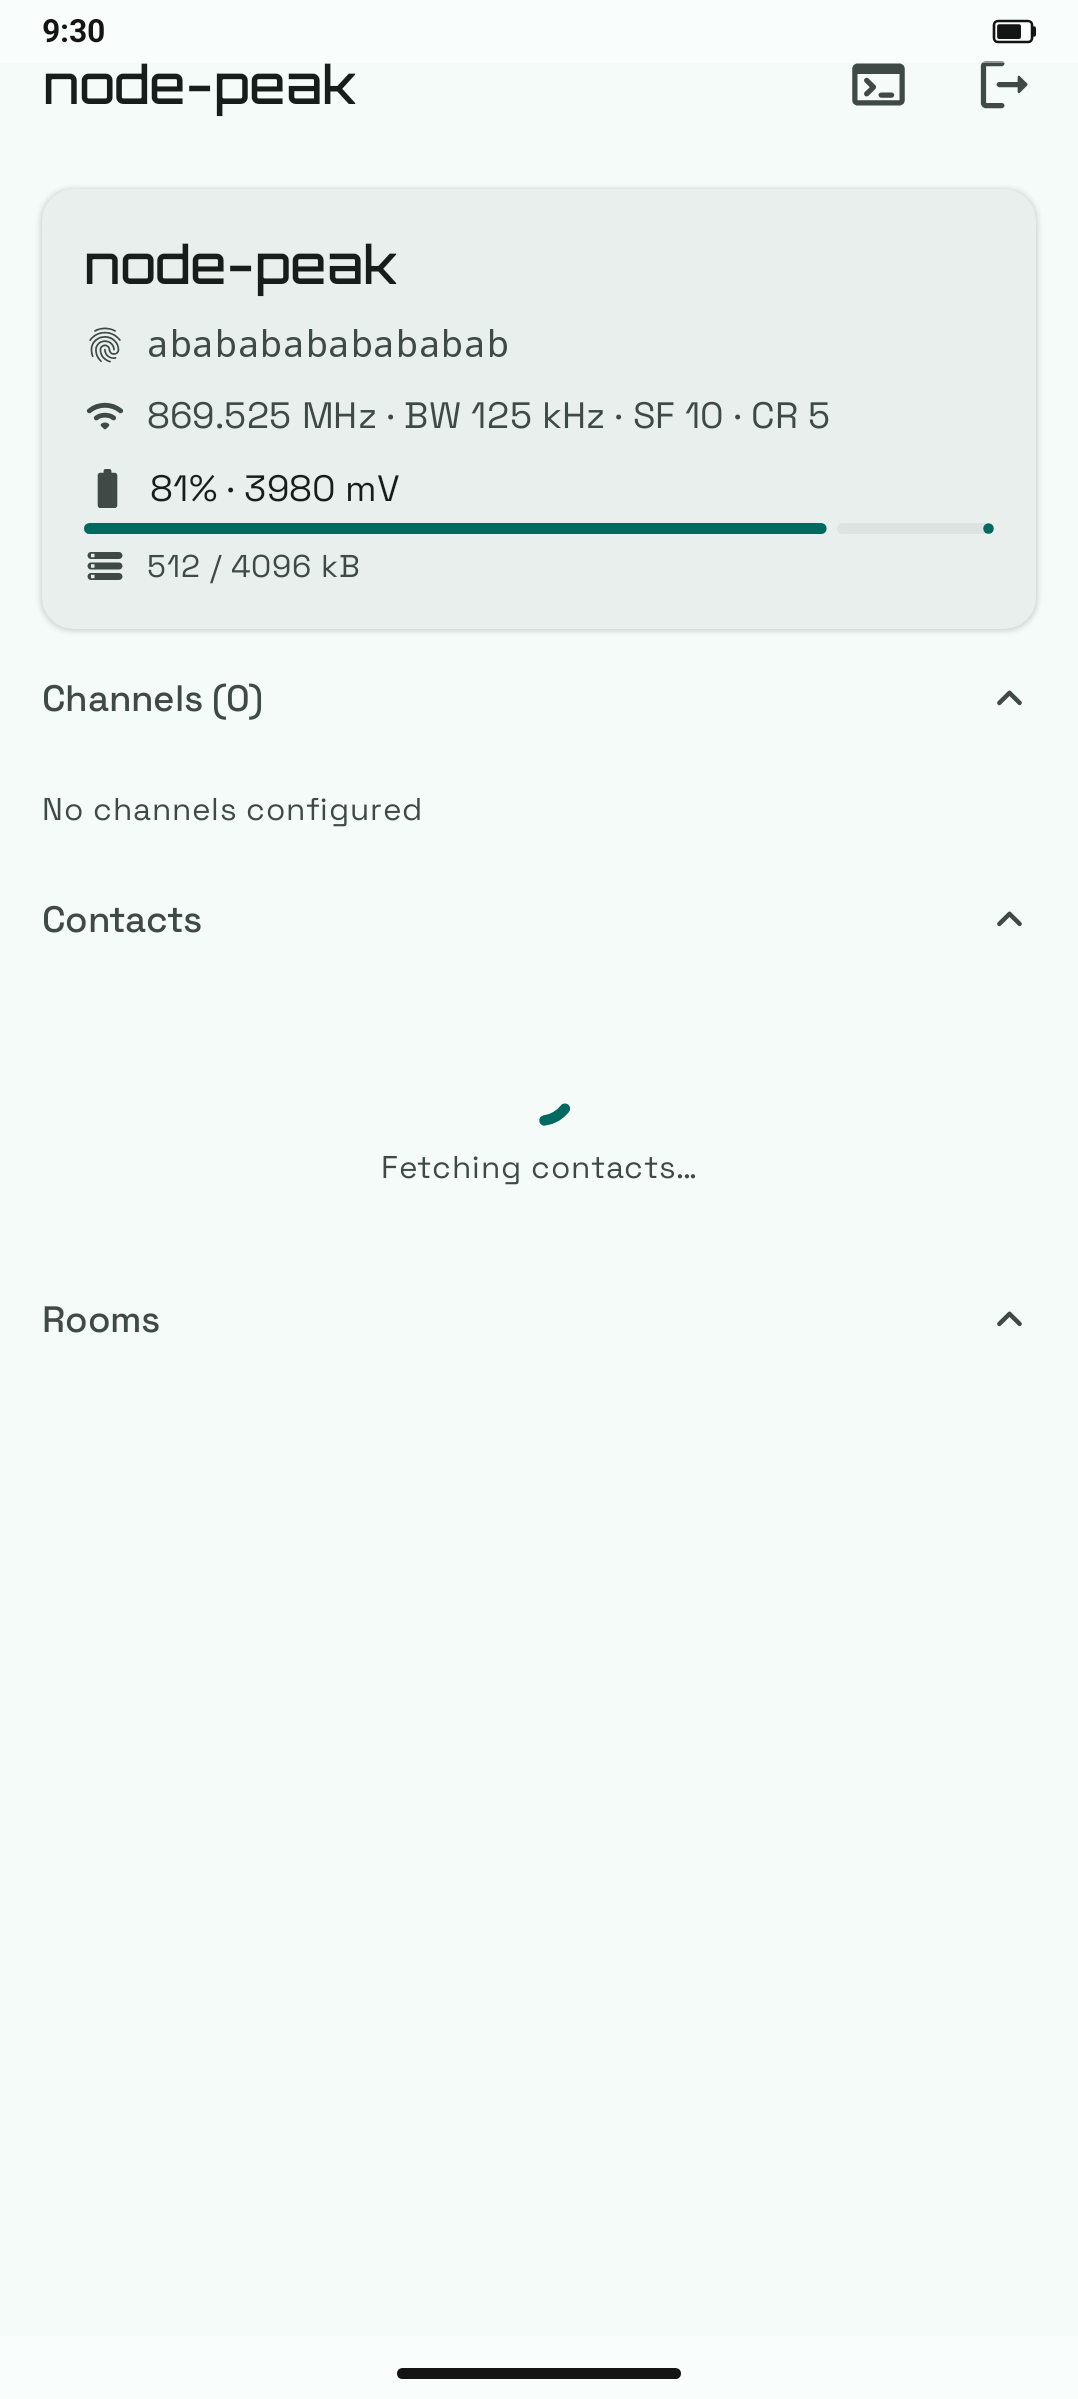 9:30
node-peak
node-peak
abababababababab
869.525 MHz · BW 125 kHz · SF 10 · CR 5
81% · 3980 mV
512 / 4096 kB
Channels (0)
No channels configured
Contacts
Fetching contacts…
Rooms